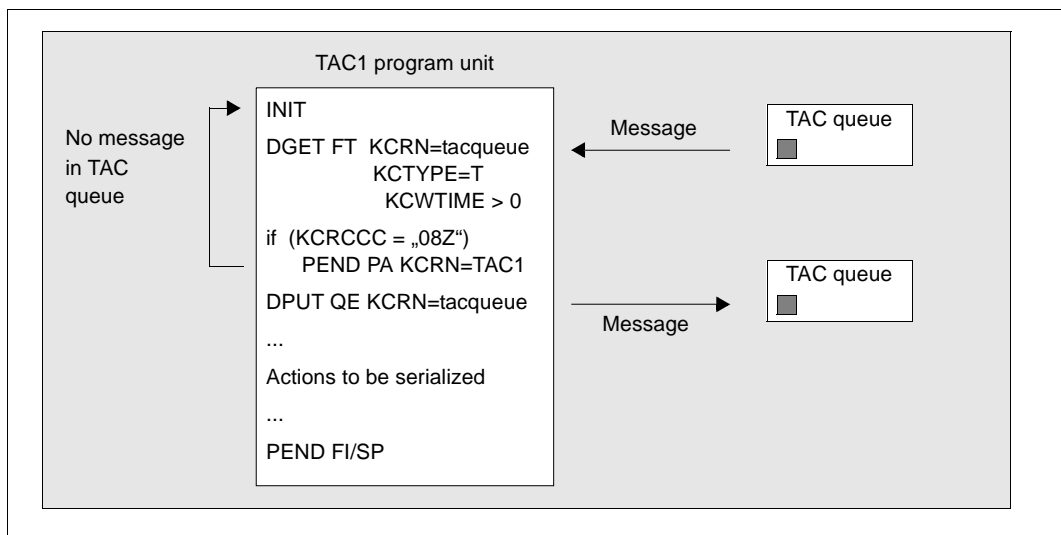 TAC1 program unit
No message
in TAC
queue
INIT
DGET FT KCRN=tacqueue
KCTYPE=T
KCWTIME > 0
if (KCRCCC = „08Z“)
PEND PA KCRN=TAC1
DPUT QE KCRN=tacqueue
...
Actions to be serialized
...
PEND FI/SP
Message
TAC queue
Message
TAC queue